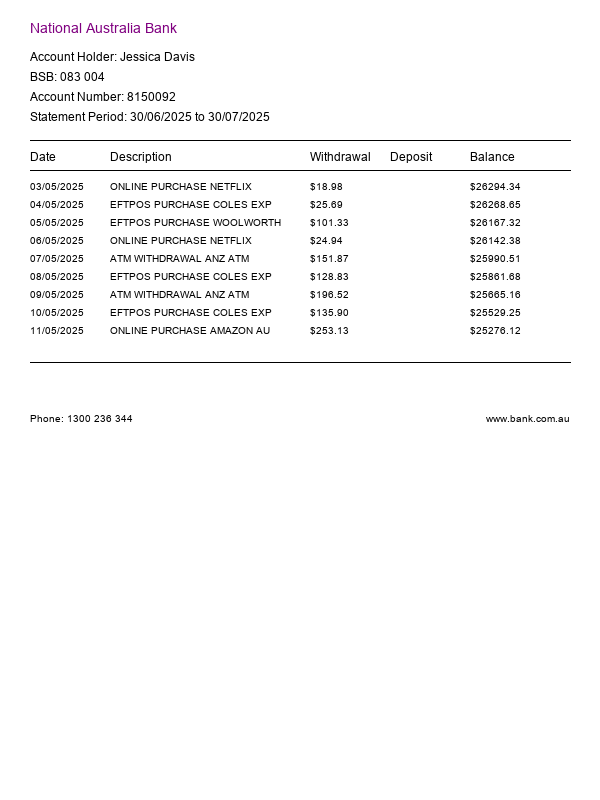 National Australia Bank
Account Holder: Jessica Davis
BSB: 083 004
Account Number: 8150092
Statement Period: 30/06/2025 to 30/07/2025
Date Description Withdrawal Deposit Balance
03/05/2025 ONLINE PURCHASE NETFLIX $18.98 $26294.34
04/05/2025 EFTPOS PURCHASE COLES EXP $25.69 $26268.65
05/05/2025 EFTPOS PURCHASE WOOLWORTH $101.33 $26167.32
06/05/2025 ONLINE PURCHASE NETFLIX $24.94 $26142.38
07/05/2025 ATM WITHDRAWAL ANZ ATM $151.87 $25990.51
08/05/2025 EFTPOS PURCHASE COLES EXP $128.83 $25861.68
09/05/2025 ATM WITHDRAWAL ANZ ATM $196.52 $25665.16
10/05/2025 EFTPOS PURCHASE COLES EXP $135.90 $25529.25
11/05/2025 ONLINE PURCHASE AMAZON AU $253.13 $25276.12
Phone: 1300 236 344 www.bank.com.au